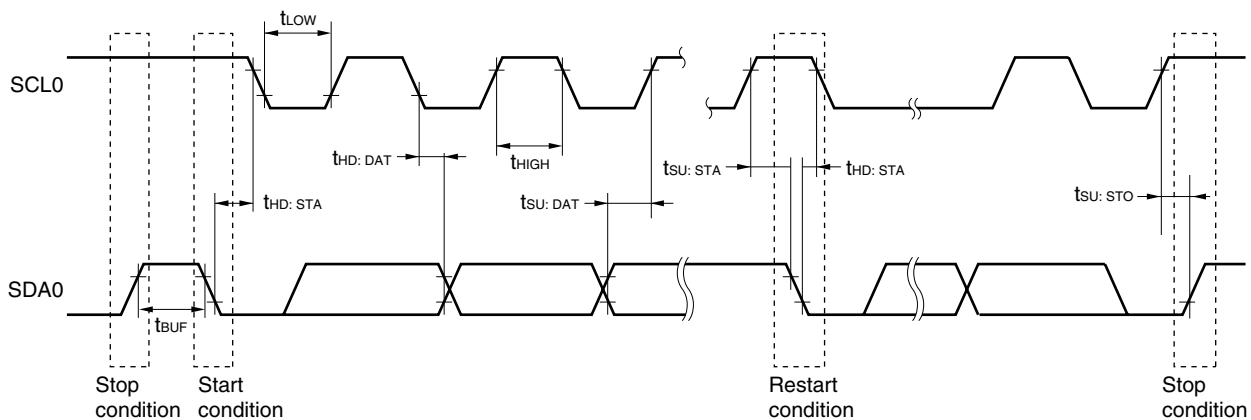 tLOW
SCL0
tHD: DAT
tHIGH
tSU: STA
tHD: STA
tHD: STA
tSU: DAT
tSU: STO
SDA0
tBUF
Stop
condition
Start
condition
Restart
condition
Stop
condition